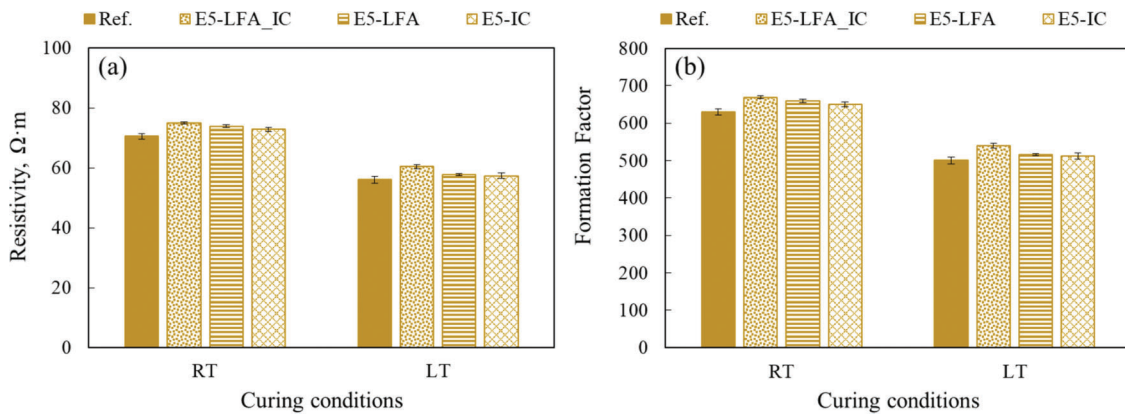 Ref. E5-LFA_IC E5-LFA E5-IC
(a)
100
80
60
40
20
0
Resistivity, Ω·m
RT LT
Curing conditions
Ref. E5-LFA_IC E5-LFA E5-IC
(b)
800
700
600
500
400
300
200
100
0
Formation Factor
RT LT
Curing conditions